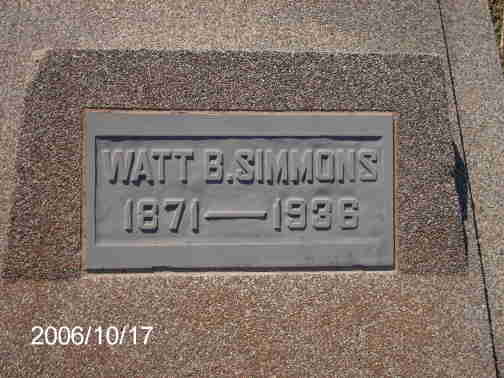 WATT B. SIMMONS
1871 — 1936
2006/10/17